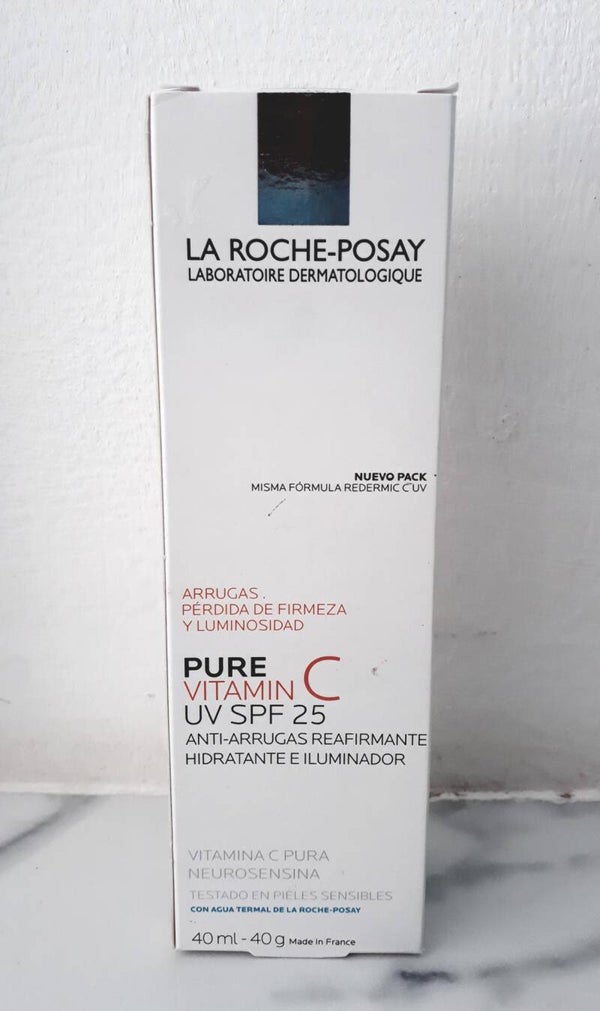 LA ROCHE-POSAY
LABORATOIRE DERMATOLOGIQUE
NUEVO PACK
MISMA FÓRMULA REDERMIC C UV
ARRUGAS.
PÉRDIDA DE FIRMEZA
Y LUMINOSIDAD
PURE
VITAMIN C
UV SPF 25
ANTI-ARRUGAS REAFIRMANTE
HIDRATANTE E ILUMINADOR
VITAMINA C PURA
NEUROSENSINA
TESTADO EN PIELES SENSIBLES
CON AGUA TERMAL DE LA ROCHE-POSAY
40 ml - 40 g Made in France